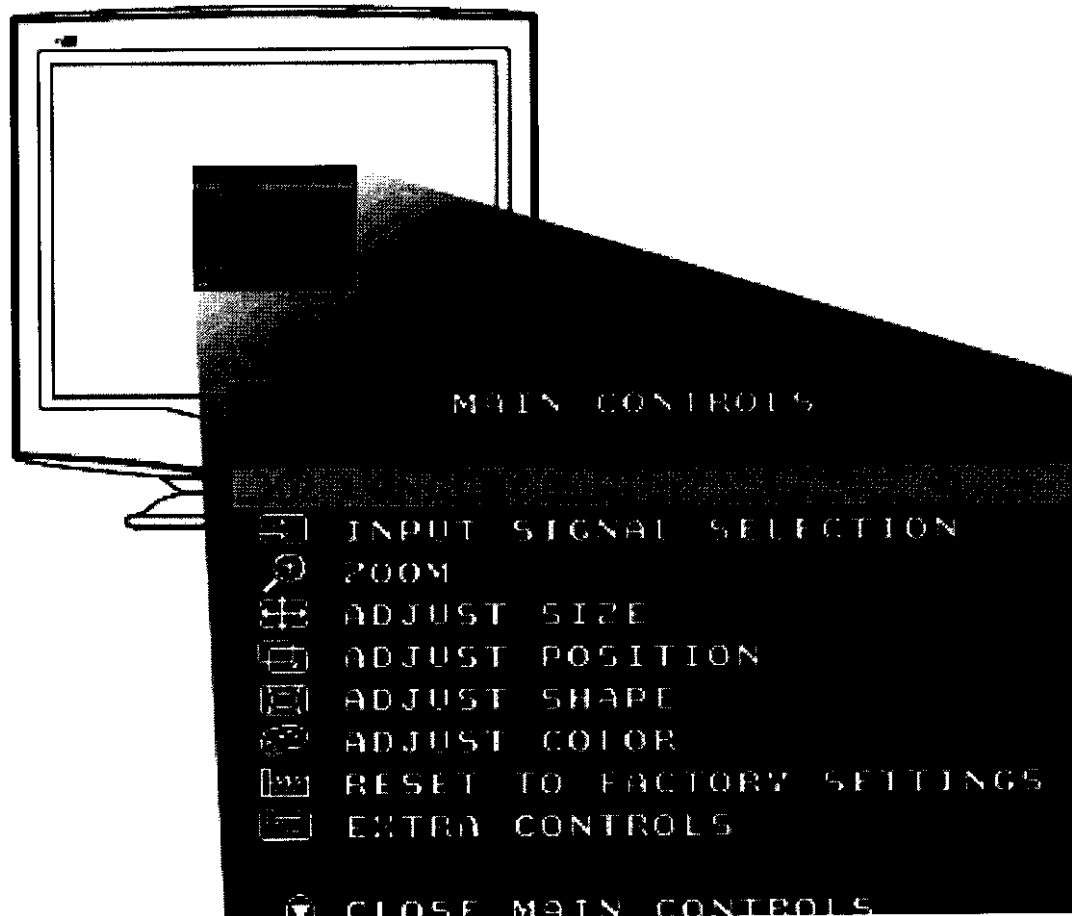 MAIN CONTROLS
INPUT SIGNAL SELECTION
ZOOM
ADJUST SIZE
ADJUST POSITION
ADJUST SHAPE
ADJUST COLOR
RESET TO FACTORY SETTINGS
EXTRA CONTROLS
CLOSE MAIN CONTROLS